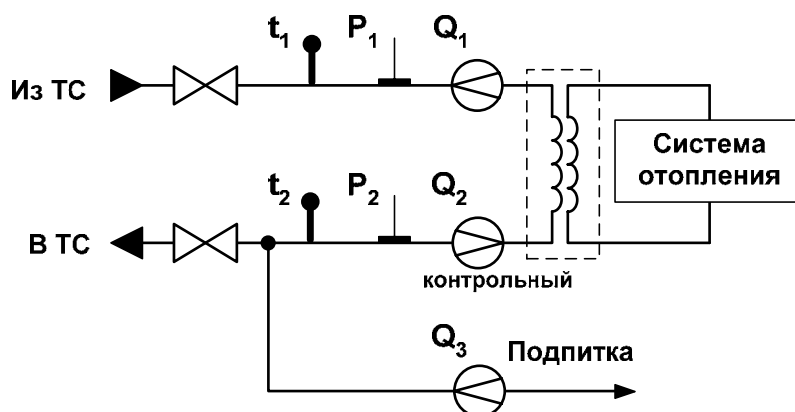 t1 P1 Q1
Из ТС
Система
отопления
t2 P2 Q2
В ТС
контрольный
Q3 Подпитка